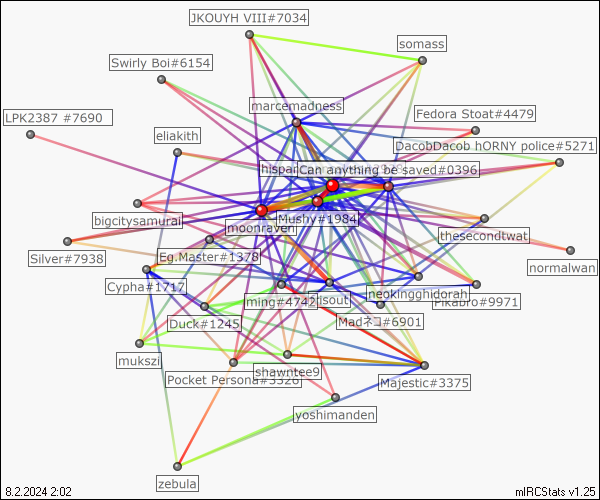 JKOUYH VIII#7034
somass
Swirly Boi#6154
marcemadness
Fedora Stoat#4479
LPK2387 #7690
eliakith
DacobDacob hORNY police#5271
Can anything be saved#0396
bigcitysamurai
Mushy#1984
moonraven
thesecondtwat
Silver#7938
Eg.Master#1378
normalwan
Cypha#1717
ming#4742
risout
neokingghidorah
Pikabro#9971
Duck#1245
Madネコ#6901
mukszi
shawntee9
Pocket Persona#3326
Majestic#3375
yoshimanden
zebula
8.2.2024 2:02
mIRCStats v1.25